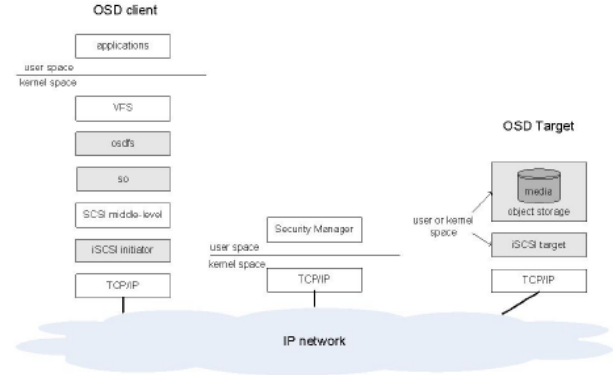 OSD client
applications
user space
kernel space
VFS
osdfs
so
SCSI middle-level
iSCSI initiator
TCP/IP
Security Manager
user space
kernel space
TCP/IP
OSD Target
media
object storage
user or kernel
space
iSCSI target
TCP/IP
IP network